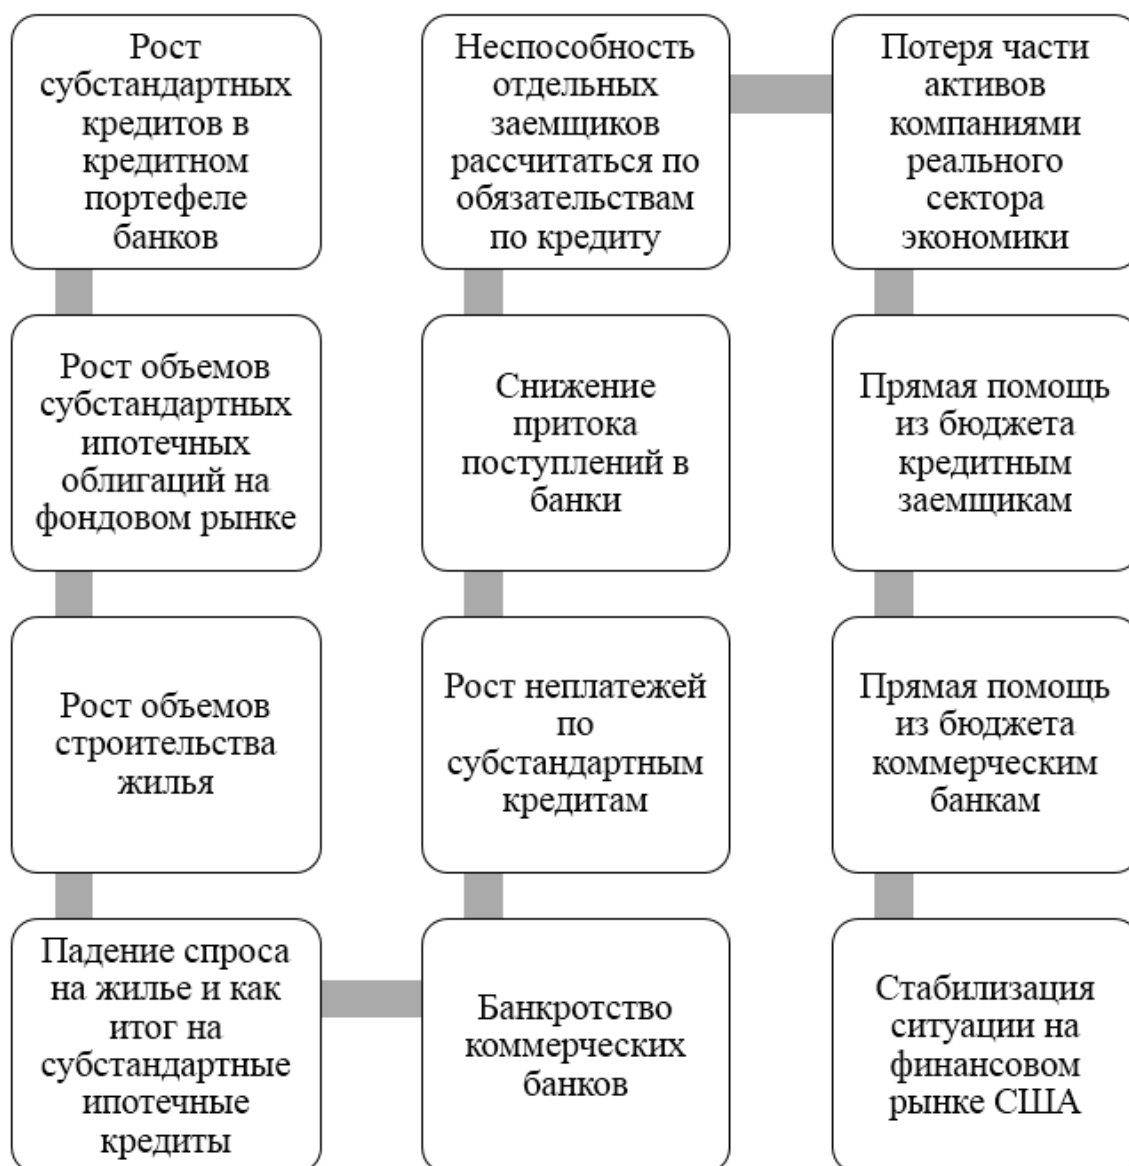 Рост
субстандартных
кредитов в
кредитном
портефеле
банков
Рост объемов
субстандартных
ипотечных
облигаций на
фондовом рынке
Рост объемов
строительства
жилья
Падение спроса
на жилье и как
итог на
субстандартные
ипотечные
кредиты
Банкротство
коммерческих
банков
Рост неплатежей
по
субстандартным
кредитам
Снижение
притока
поступлений в
банки
Неспособность
отдельных
заемщиков
рассчитаться по
обязательствам
по кредиту
Потеря части
активов
компаниями
реального
сектора
экономики
Прямая помощь
из бюджета
кредитным
заемщикам
Прямая помощь
из бюджета
коммерческим
банкам
Стабилизация
ситуации на
финансовом
рынке США